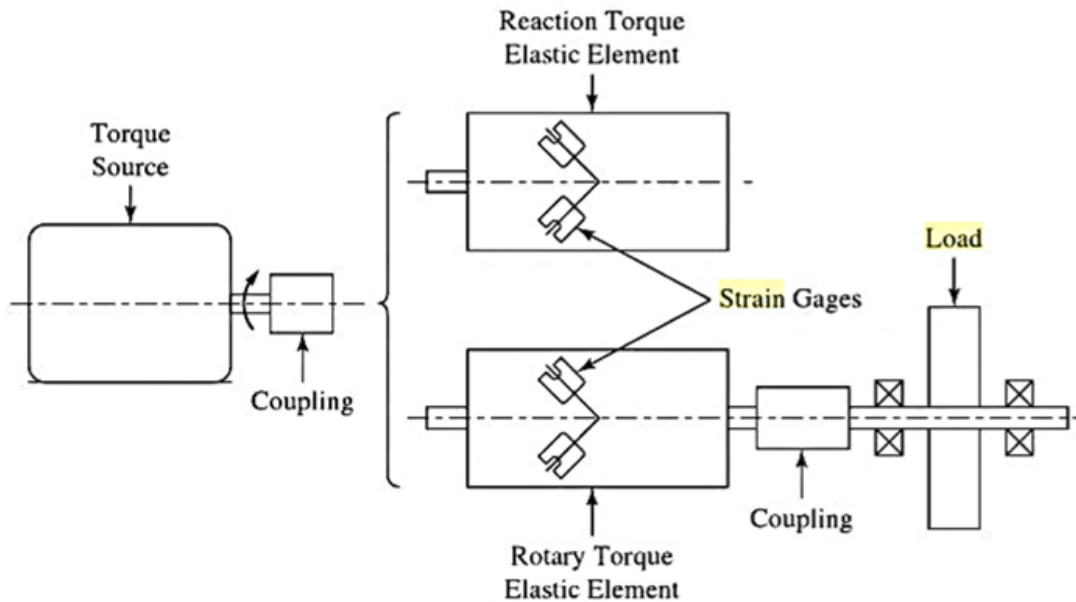 Reaction Torque
Elastic Element
Torque
Source
Load
Strain Gages
Coupling
Coupling
Rotary Torque
Elastic Element